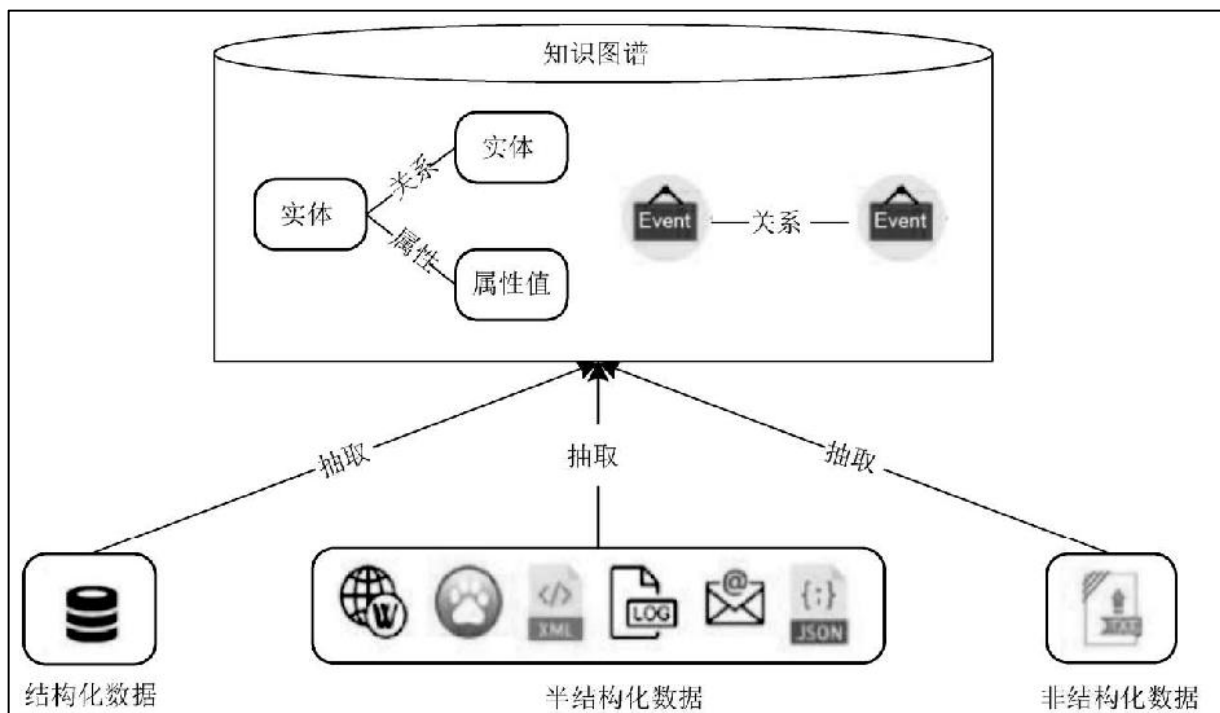 知识图谱
实体
关系
实体
属性
属性值
Event
关系
Event
抽取
抽取
抽取
W
</>
XML
LOG
@
{;}
JSON
结构化数据
半结构化数据
非结构化数据